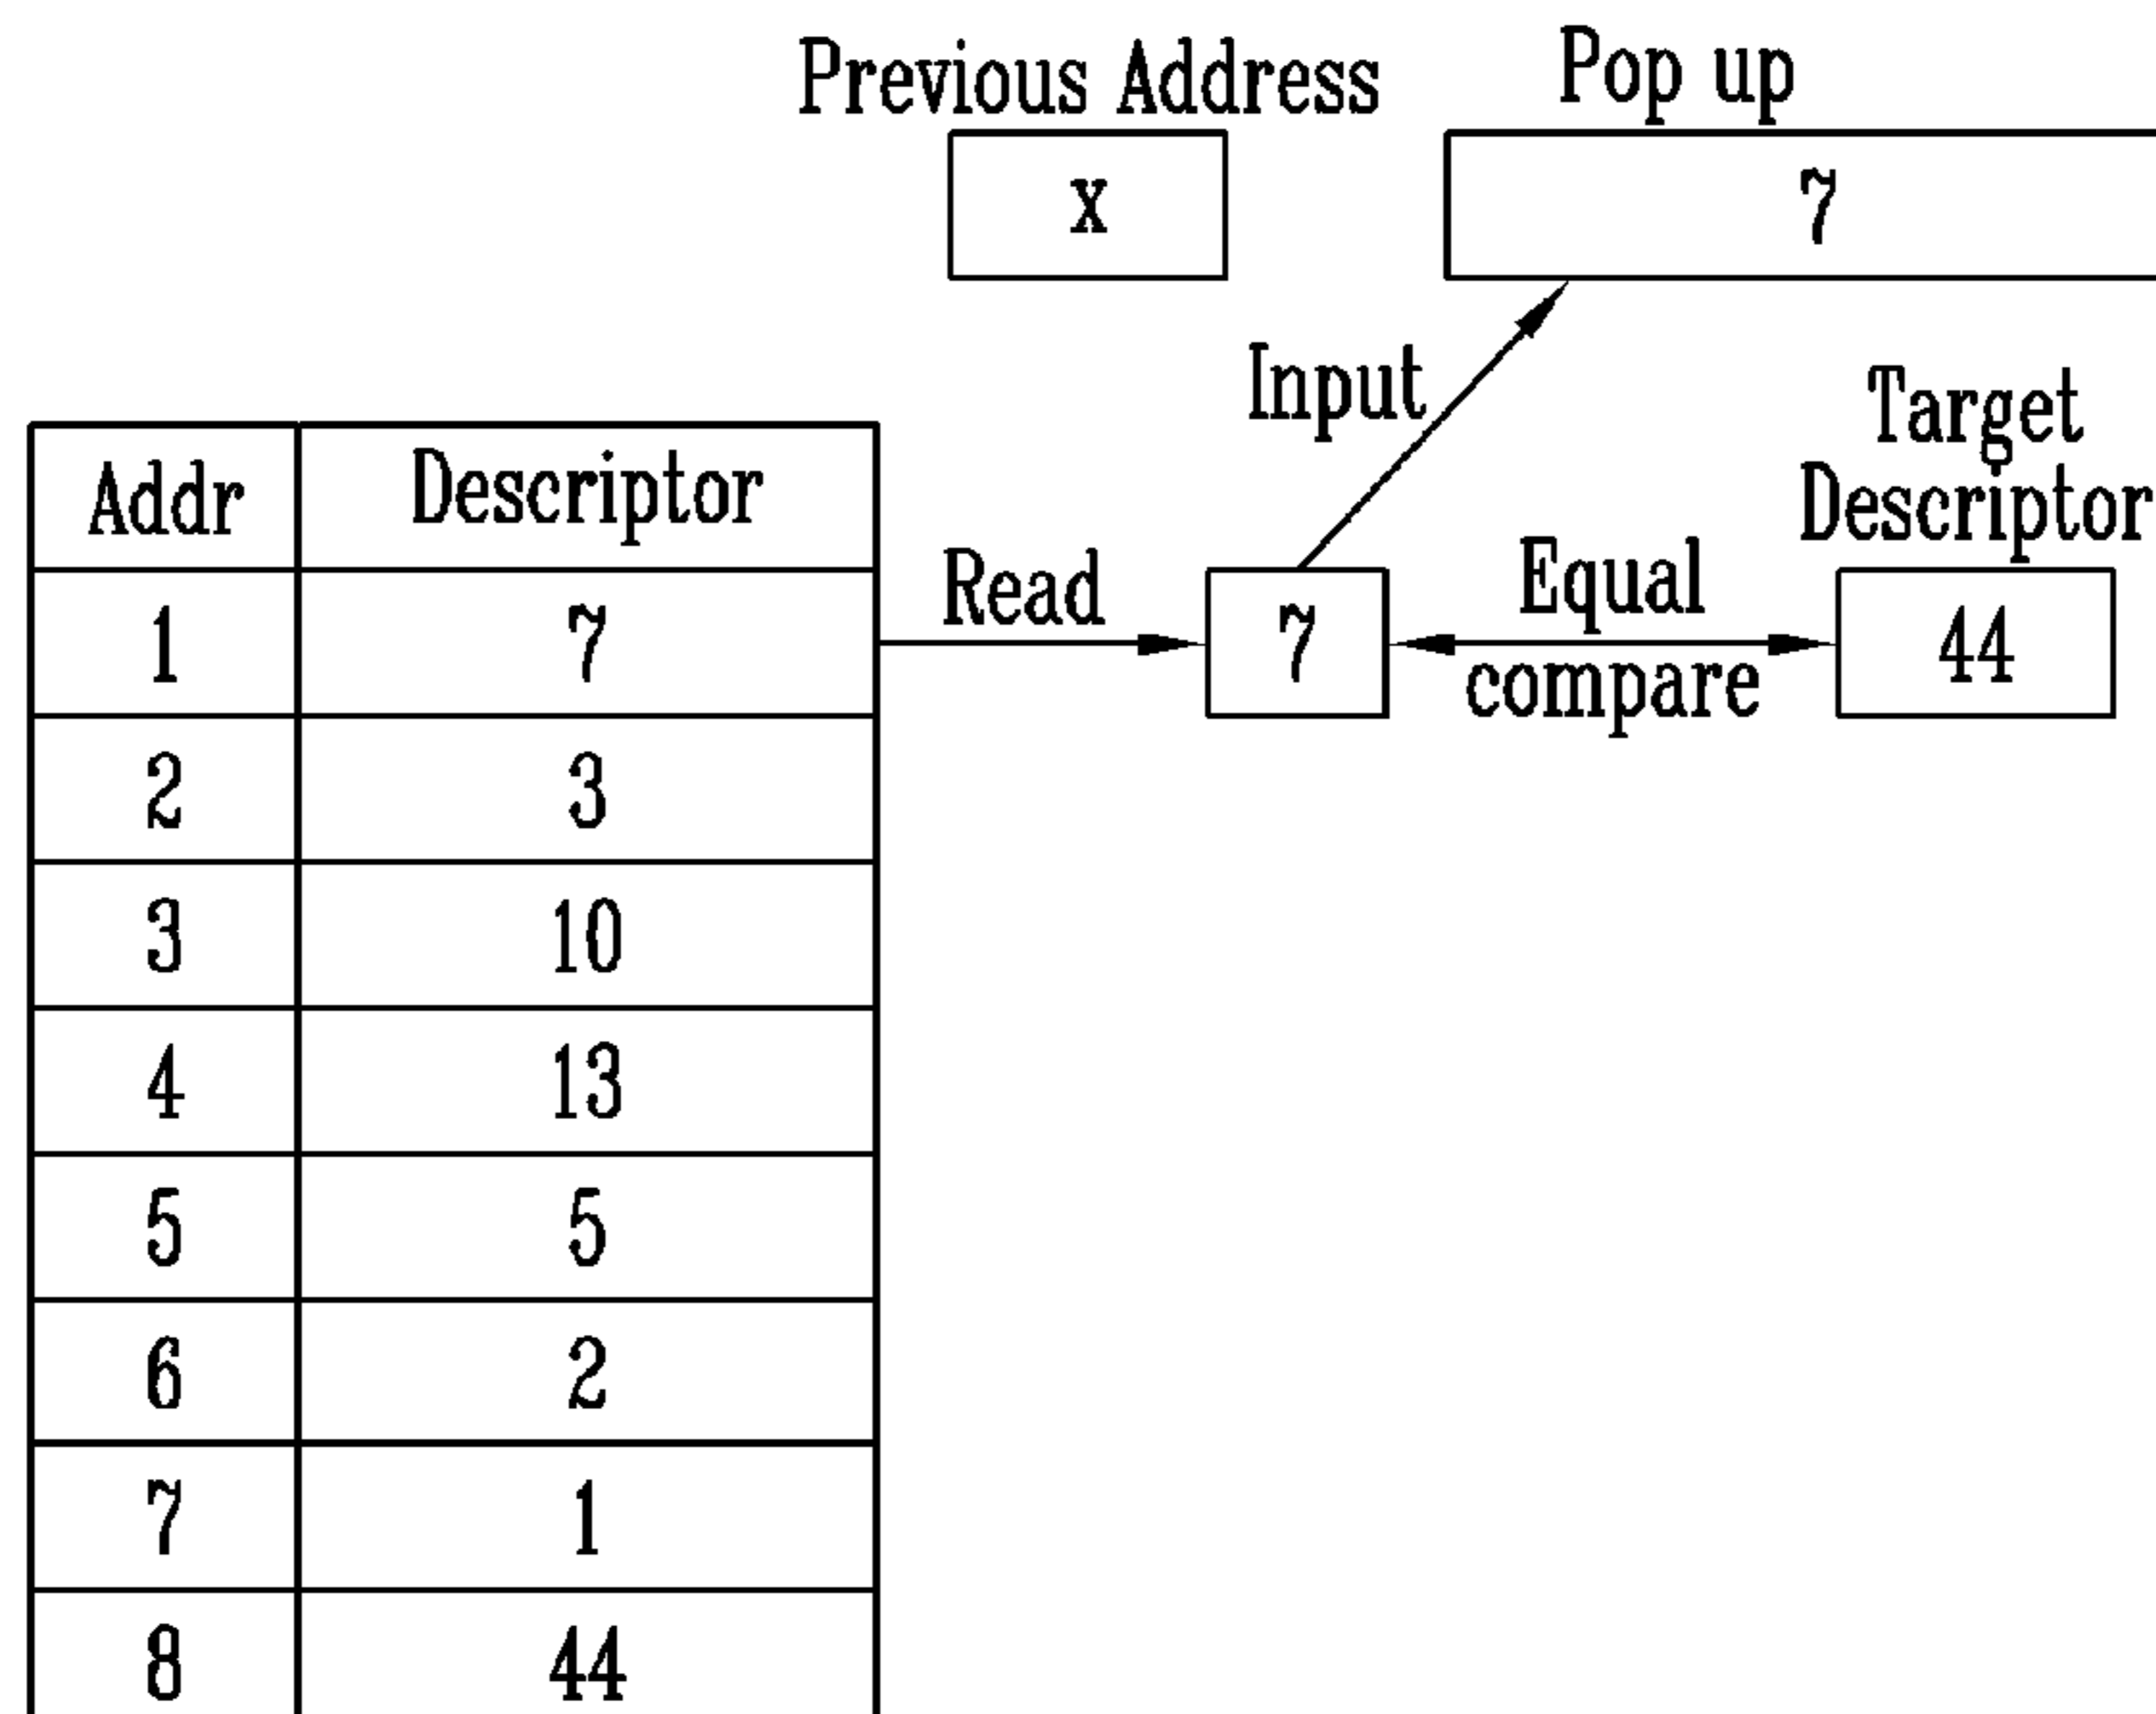 Previous Address
Pop up
x
7
Input
Target
Descriptor
Addr Descriptor
Read
Equal
compare
7
44
1 7
2 3
3 10
4 13
5 5
6 2
7 1
8 44